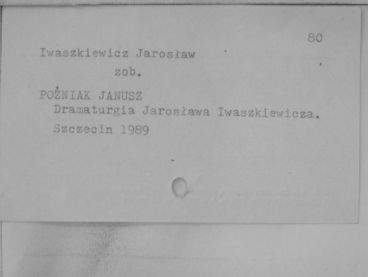 80
Iwaszkiewicz Jarosław
zob.
POŹNIAK JANUSZ
Dramaturgia Jarosława Iwaszkiewicza.
Szczecin 1989